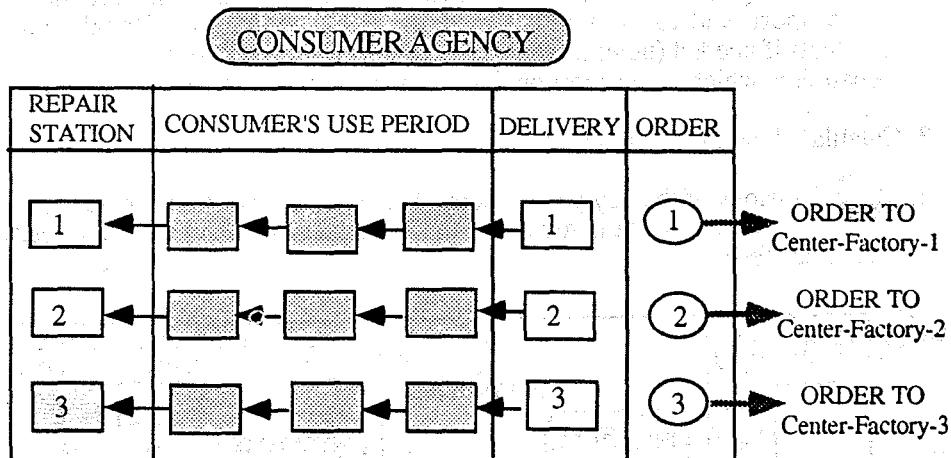 CONSUMER AGENCY
REPAIR STATION CONSUMER'S USE PERIOD DELIVERY ORDER
1 1 1 ORDER TO Center-Factory-1
2 2 2 ORDER TO Center-Factory-2
3 3 3 ORDER TO Center-Factory-3